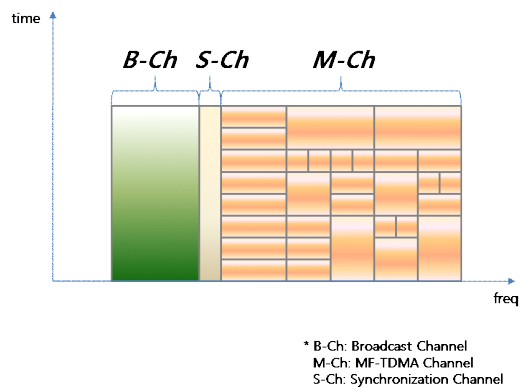 time
B-Ch S-Ch M-Ch
freq
* B-Ch: Broadcast Channel
M-Ch: MF-TDMA Channel
S-Ch: Synchronization Channel